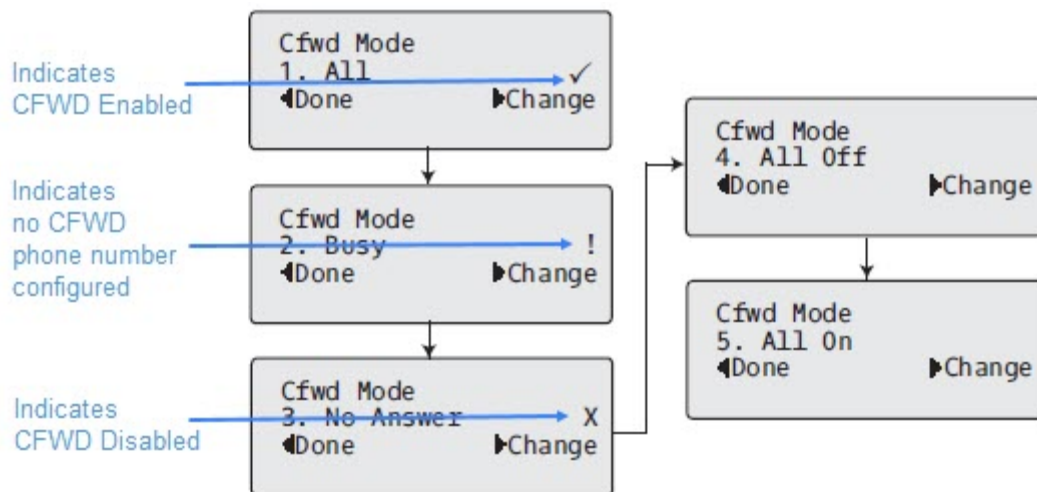 Indicates
CFWD Enabled
Cfwd Mode
1. All ✓
◀Done ▶Change
Indicates
no CFWD
phone number
configured
Cfwd Mode
2. Busy !
◀Done ▶Change
Indicates
CFWD Disabled
Cfwd Mode
3. No Answer X
◀Done ▶Change
Cfwd Mode
4. All Off
◀Done ▶Change
Cfwd Mode
5. All On
◀Done ▶Change